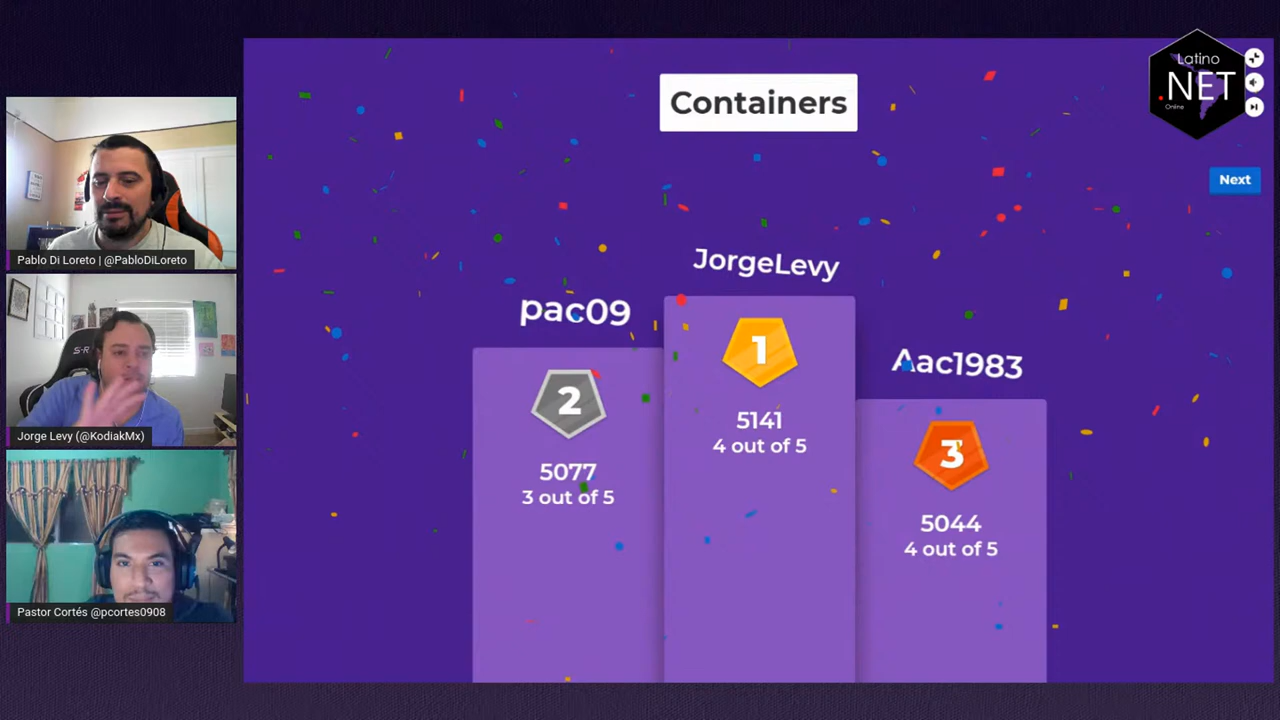 Latino
.NET
Online
Containers
Next
JorgeLevy
pac09
Aac1983
1
5141
4 out of 5
2
5077
3 out of 5
3
5044
4 out of 5
Pablo Di Loreto | @PabloDiLoreto
S-R
Jorge Levy (@KodiakMx)
Pastor Cortés @pcortes0908